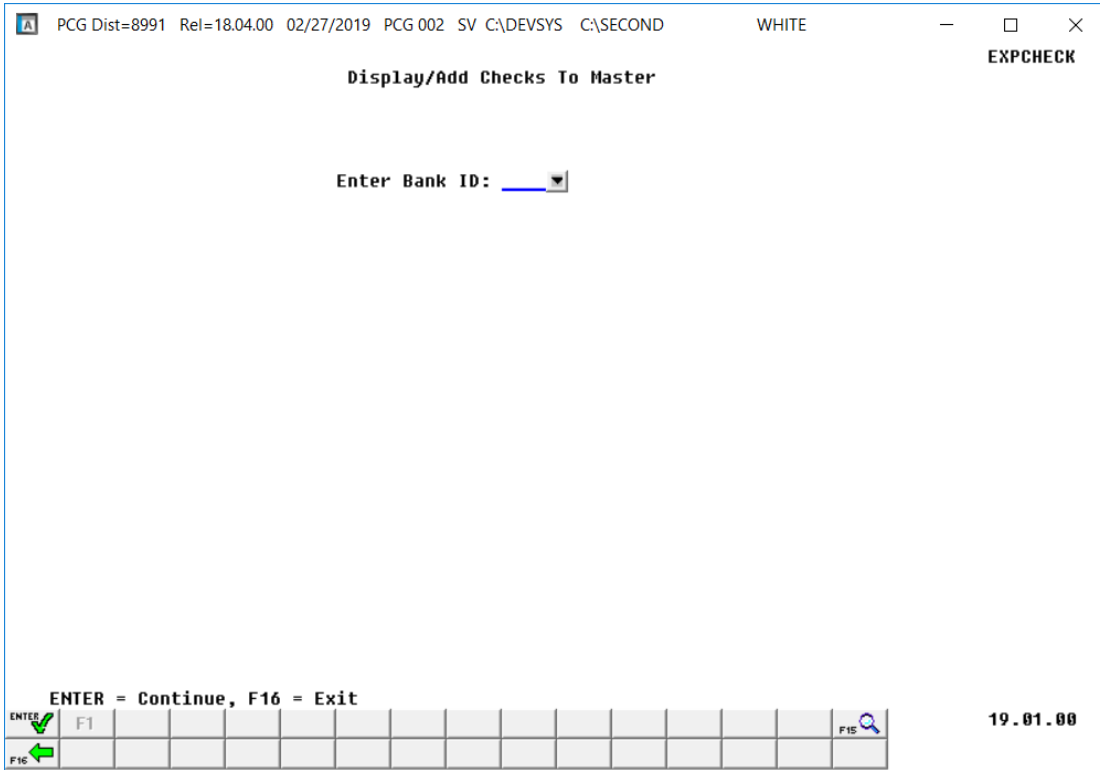 PCG Dist=8991 Rel=18.04.00 02/27/2019 PCG 002 SV C:\DEVSYS C:\SECOND WHITE
EXPCHECK
Display/Add Checks To Master
Enter Bank ID:
ENTER = Continue, F16 = Exit
ENTER F1 F15 19.01.00
F16